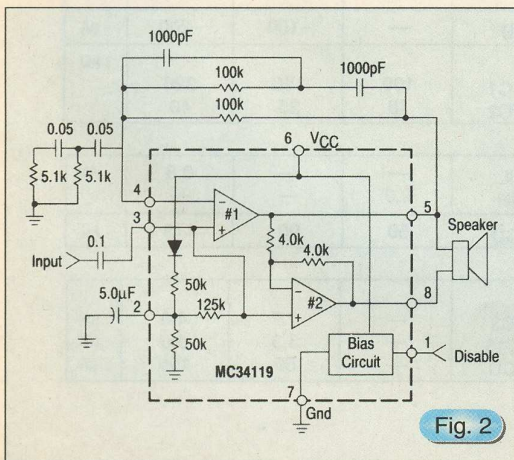 1000pF
100k
1000pF
100k
0.05 0.05
6 VCC
5.1k 5.1k
4
#1
5
Speaker
3
4.0k
0.1
4.0k
Input
50k
8
5.0µF
#2
2
125k
50k
Bias
Circuit
1
Disable
MC34119
7
Gnd
Fig. 2